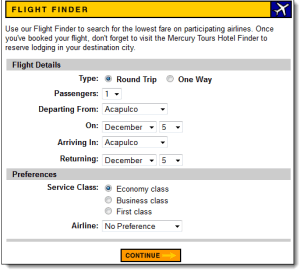 FLIGHT FINDER
Use our Flight Finder to search for the lowest fare on participating airlines. Once
you've booked your flight, don't forget to visit the Mercury Tours Hotel Finder to
reserve lodging in your destination city.
Flight Details
Type: Round Trip One Way
Passengers: 1
Departing From: Acapulco
On: December 5
Arriving In: Acapulco
Returning: December 5
Preferences
Service Class: Economy class
Business class
First class
Airline: No Preference
CONTINUE